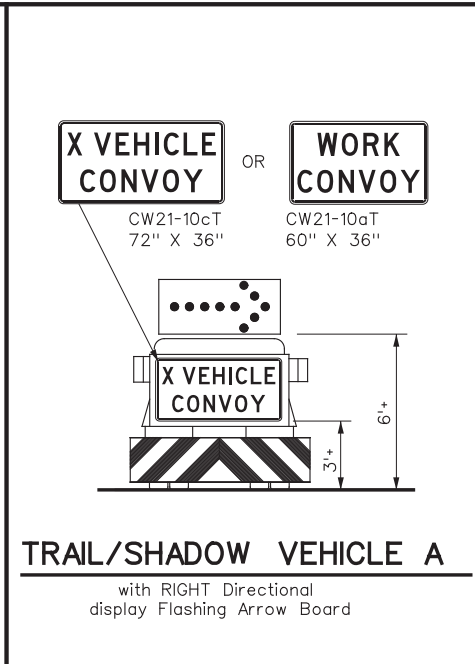 X VEHICLE
CONVOY
OR
WORK
CONVOY
CW21-10cT
72" X 36"
CW21-10aT
60" X 36"
X VEHICLE
CONVOY
6'+
3'+
TRAIL/SHADOW VEHICLE A
with RIGHT Directional
display Flashing Arrow Board